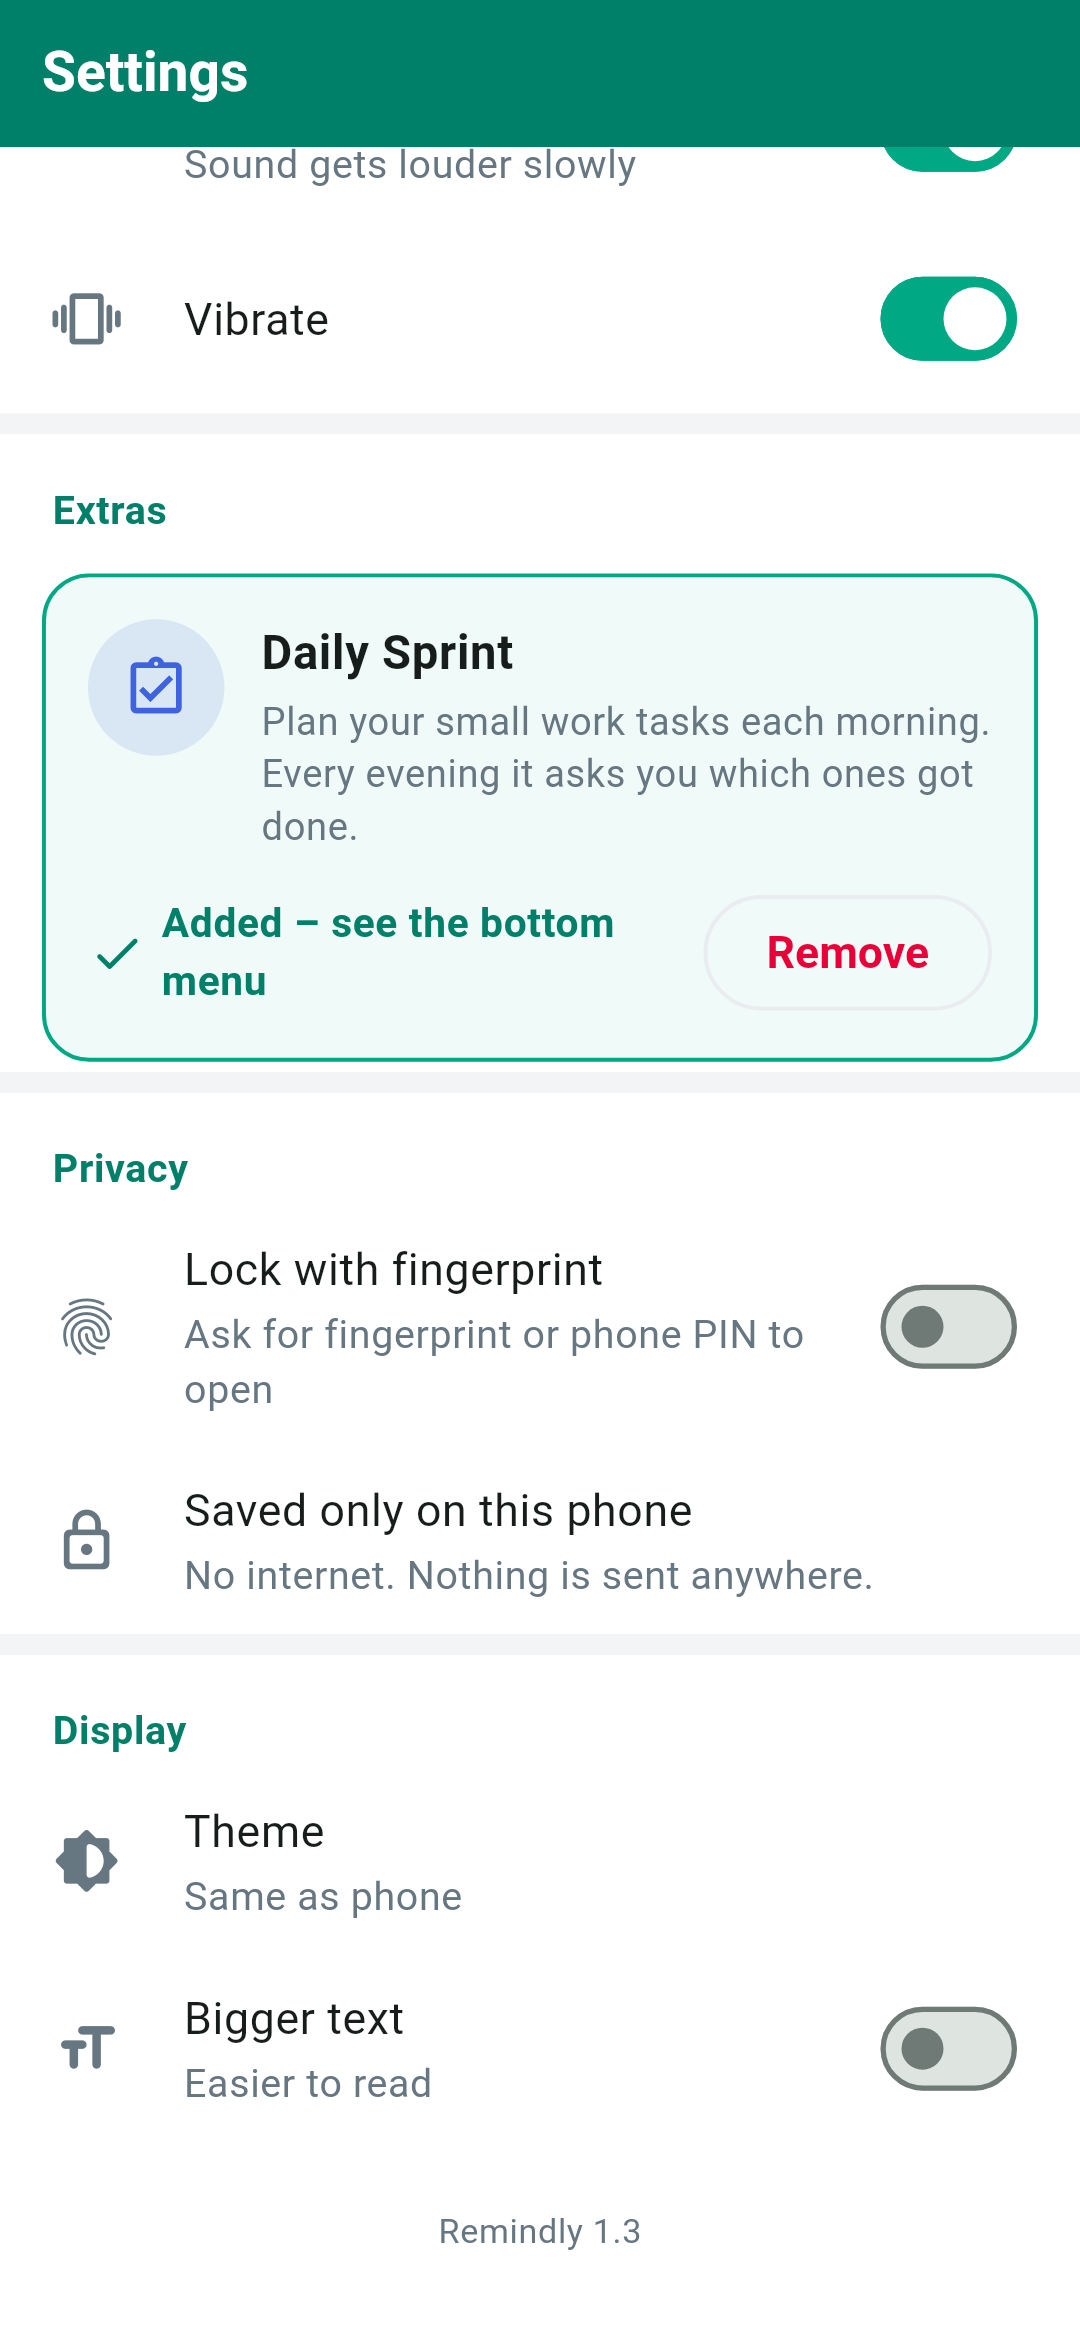 Settings
Sound gets louder slowly
Vibrate
Extras
Daily Sprint
Plan your small work tasks each morning.
Every evening it asks you which ones got
done.
Added – see the bottom
menu
Remove
Privacy
Lock with fingerprint
Ask for fingerprint or phone PIN to
open
Saved only on this phone
No internet. Nothing is sent anywhere.
Display
Theme
Same as phone
Bigger text
Easier to read
Remindly 1.3